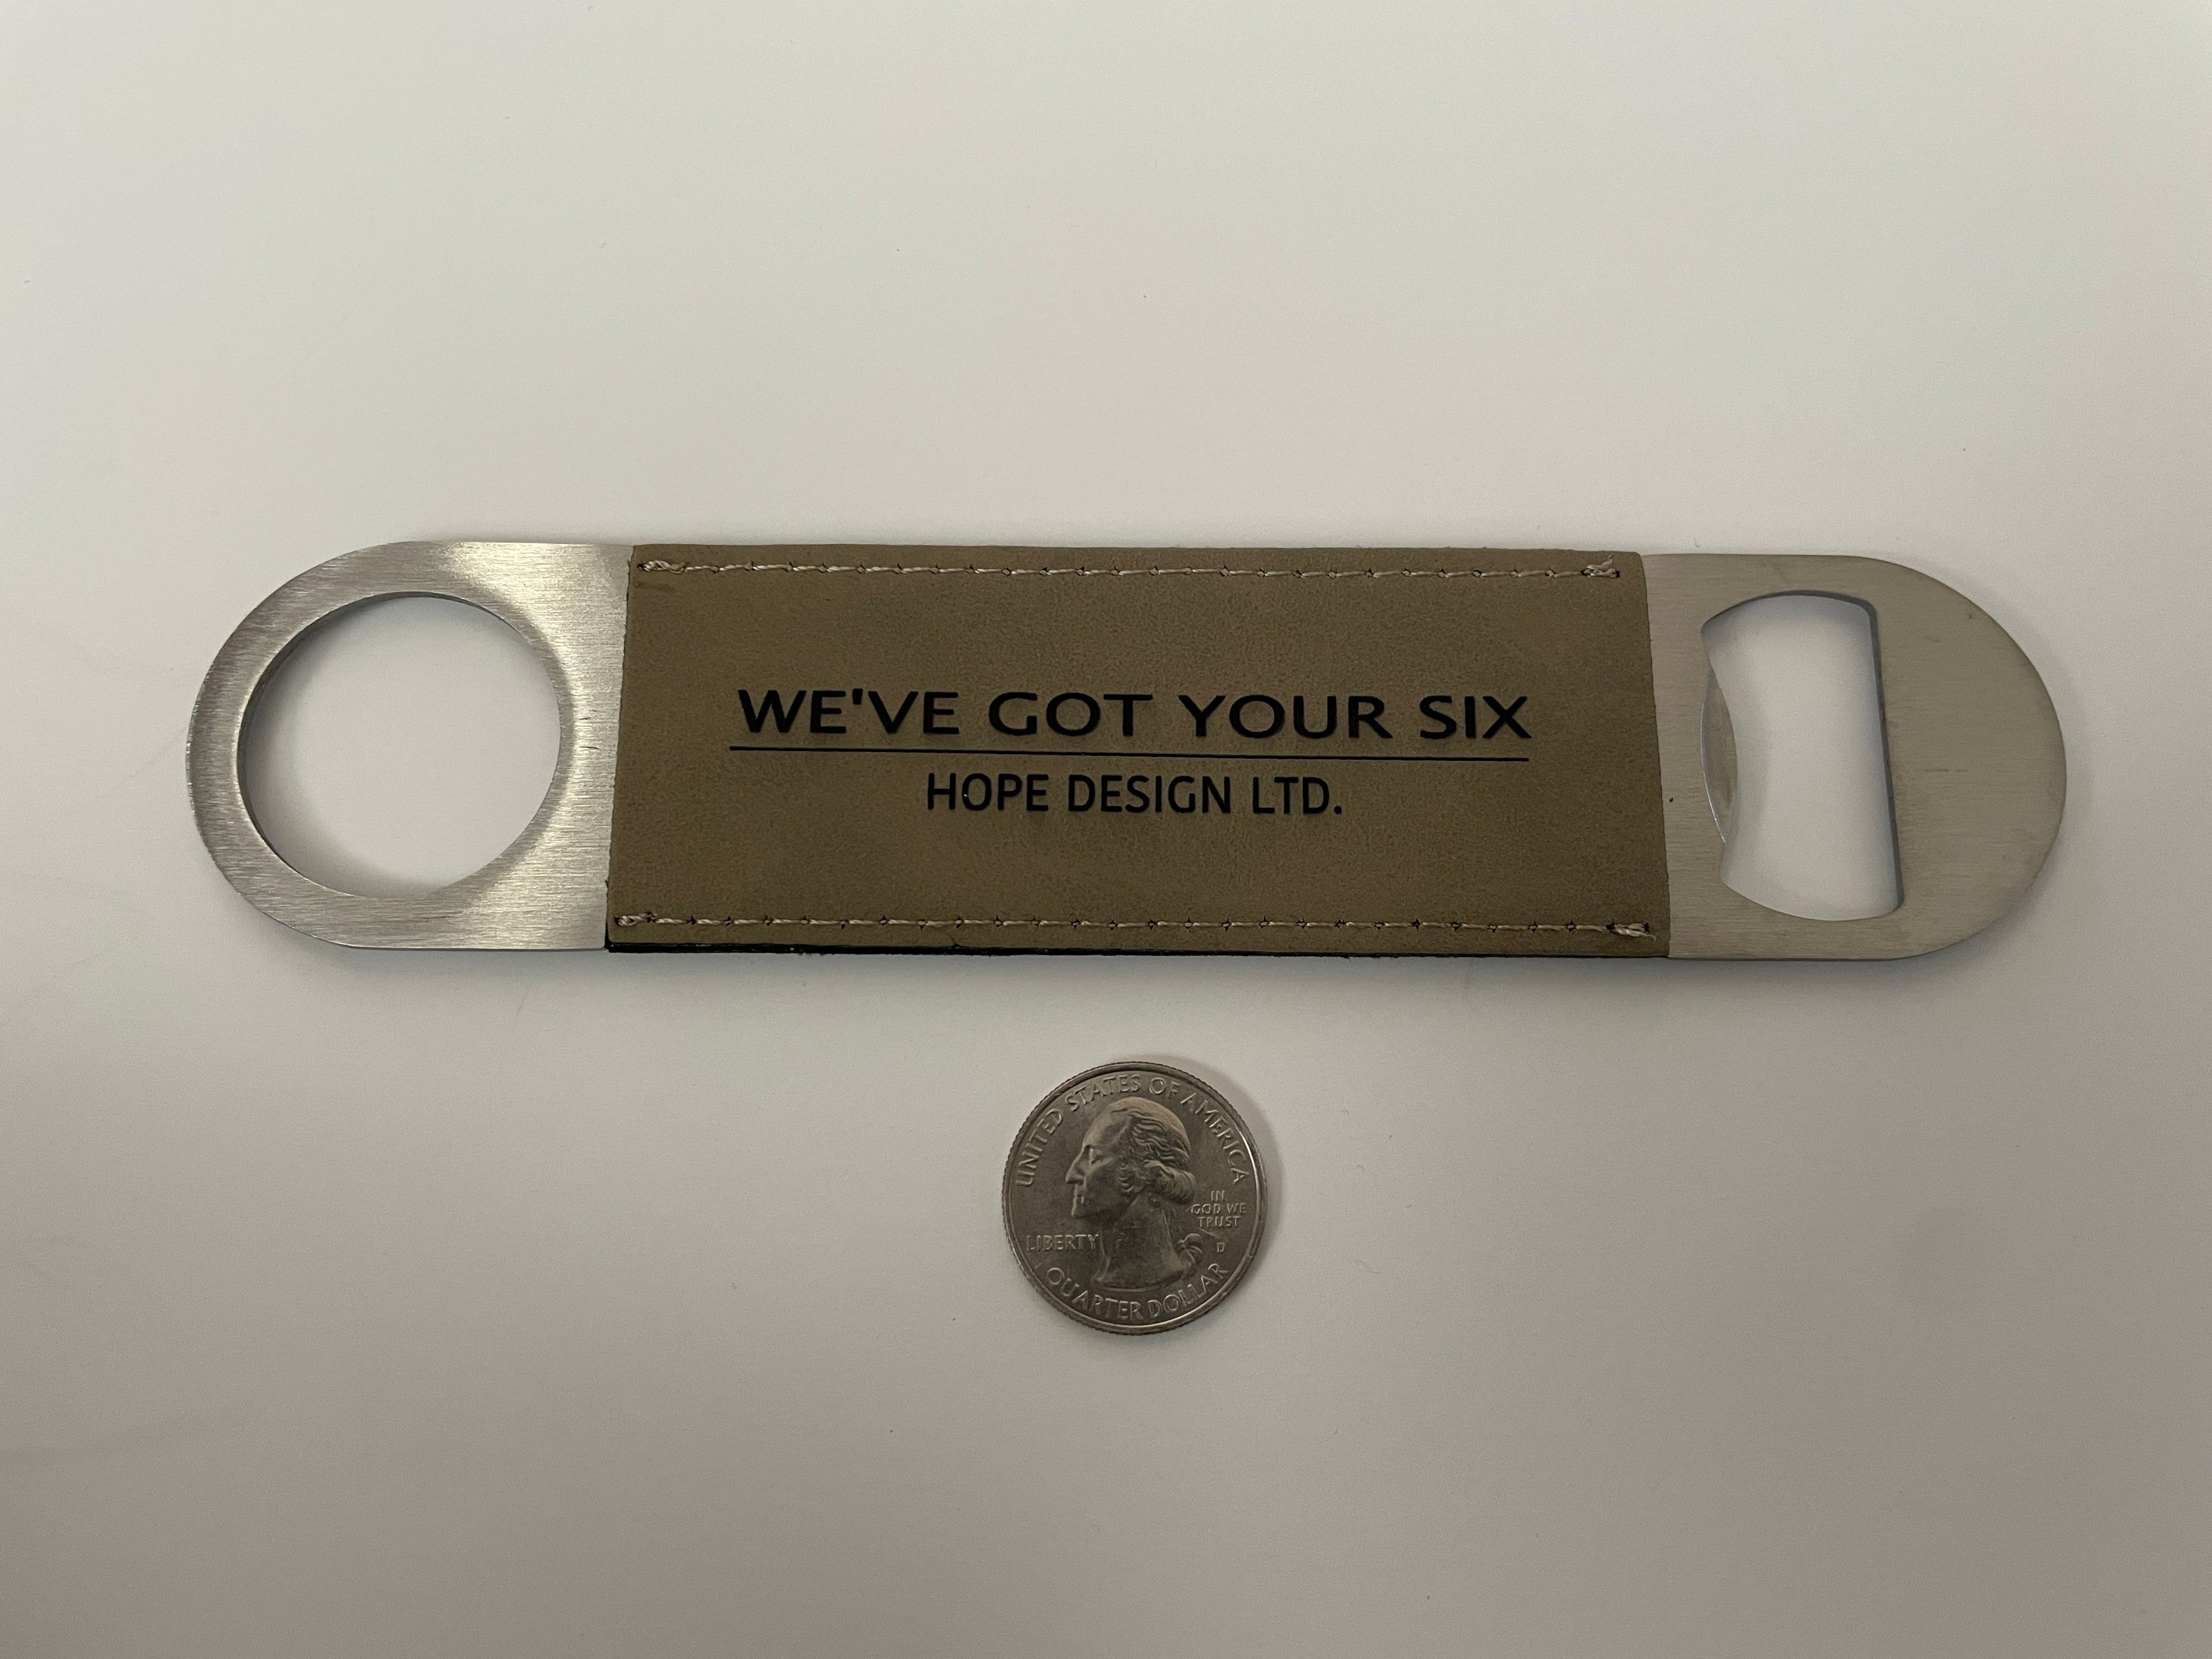 WE'VE GOT YOUR SIX
HOPE DESIGN LTD.
UNITED STATES OF AMERICA
IN
GOD WE
TRUST
LIBERTY
D
QUARTER DOLLAR